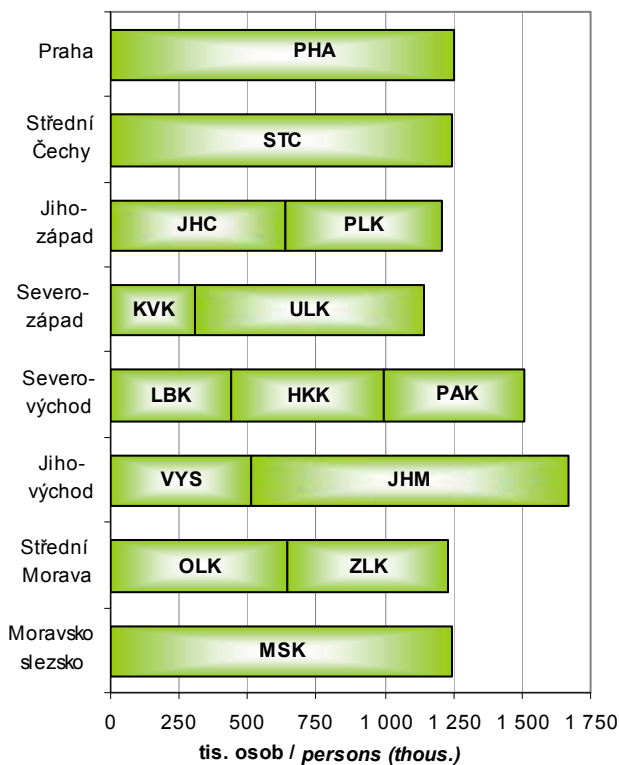 Praha
PHA
Střední
Čechy
STC
Jiho-
západ
JHC PLK
Severo-
západ
KVK ULK
Severo-
východ
LBK HKK PAK
Jiho-
východ
VYS JHM
Střední
Morava
OLK ZLK
Moravsko
slezsko
MSK
0 250 500 750 1 000 1 250 1 500 1 750
tis. osob / persons (thous.)